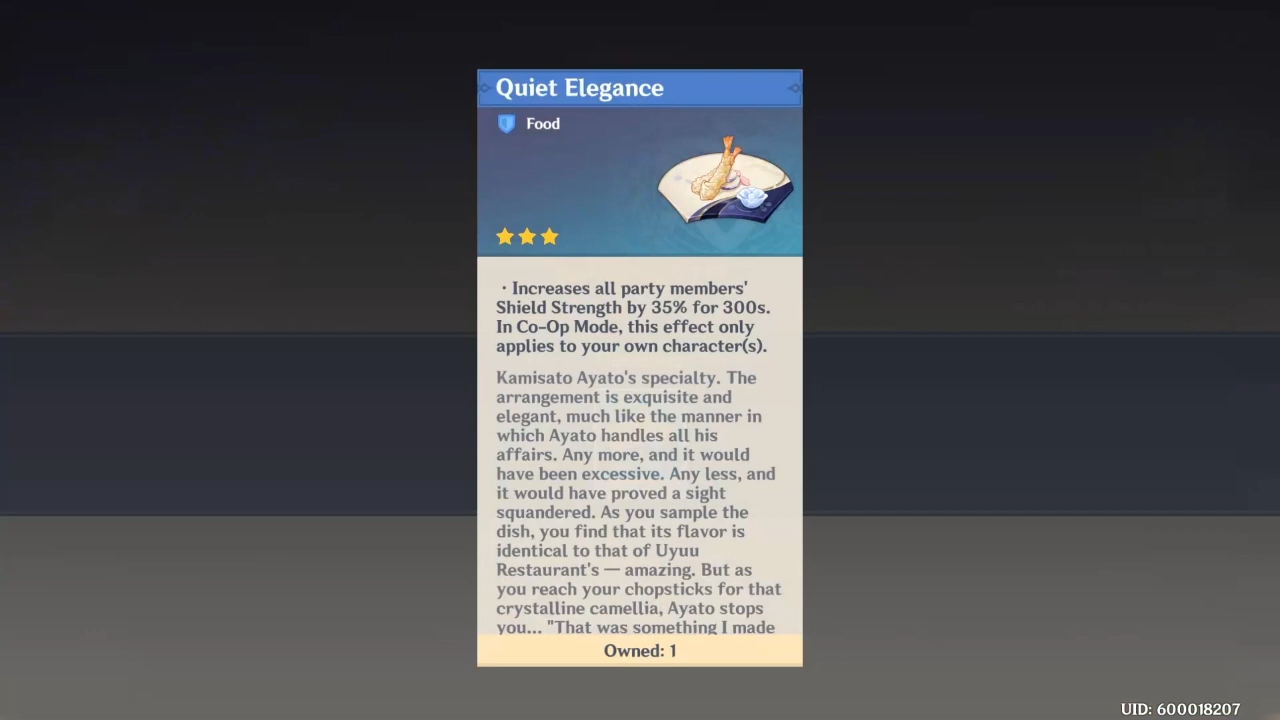 Quiet Elegance
Food
· Increases all party members'
Shield Strength by 35% for 300s.
In Co-Op Mode, this effect only
applies to your own character(s).
Kamisato Ayato's specialty. The
arrangement is exquisite and
elegant, much like the manner in
which Ayato handles all his
affairs. Any more, and it would
have been excessive. Any less, and
it would have proved a sight
squandered. As you sample the
dish, you find that its flavor is
identical to that of Uyuu
Restaurant's — amazing. But as
you reach your chopsticks for that
crystalline camellia, Ayato stops
you... "That was something I made
Owned: 1
UID: 600018207